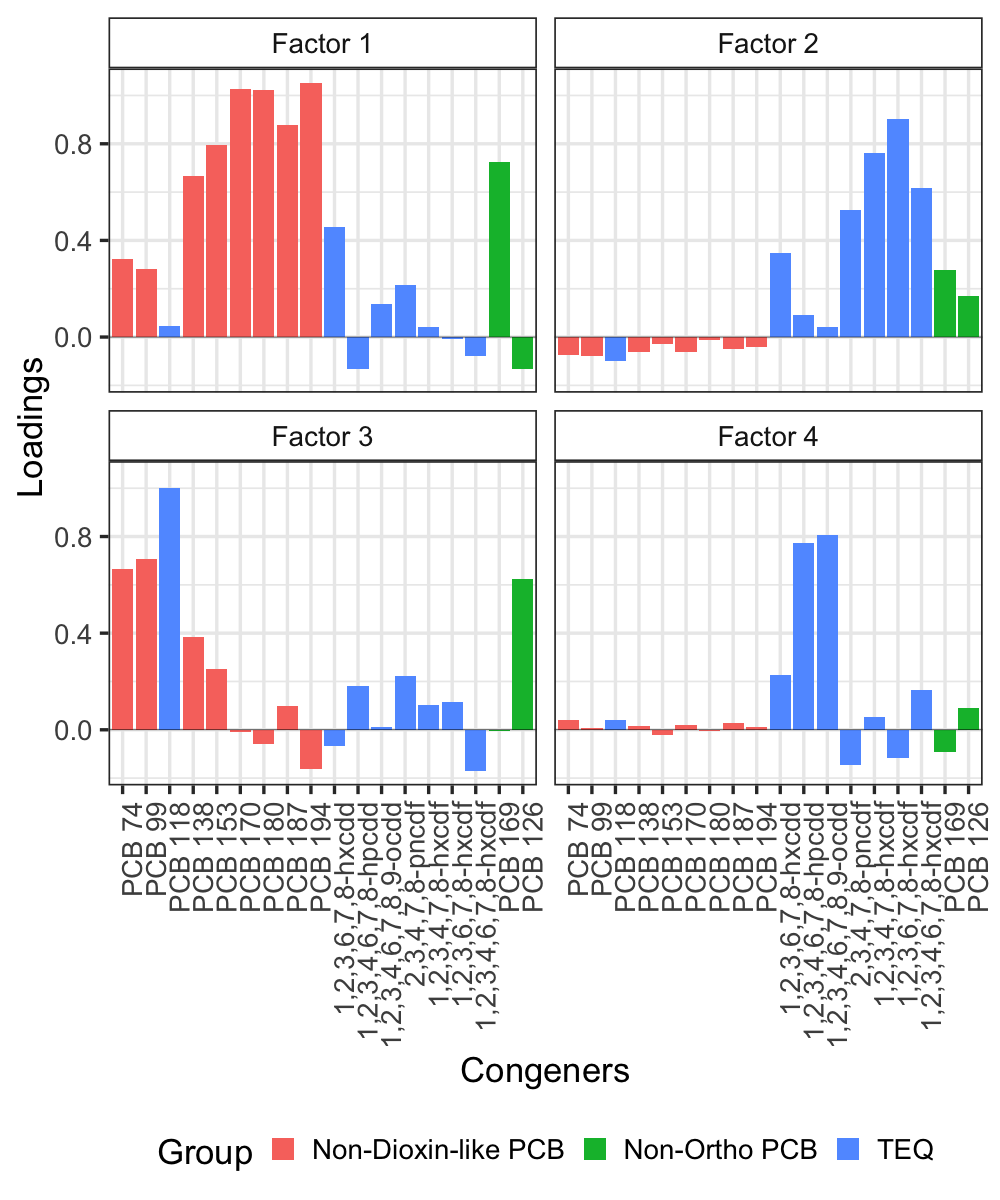 Factor 1
Factor 2
0.8
0.4
0.0
Loadings
Factor 3
Factor 4
0.8
0.4
0.0
PCB 74
PCB 99
PCB 118
PCB 138
PCB 153
PCB 170
PCB 180
PCB 187
PCB 194
1,2,3,6,7,8-hxcdd
1,2,3,4,6,7,8-hpcdd
1,2,3,4,6,7,8,9-ocdd
2,3,4,7,8-pncdf
1,2,3,4,7,8-hxcdf
1,2,3,6,7,8-hxcdf
1,2,3,4,6,7,8-hxcdf
PCB 169
PCB 126
PCB 74
PCB 99
PCB 118
PCB 138
PCB 153
PCB 170
PCB 180
PCB 187
PCB 194
1,2,3,6,7,8-hxcdd
1,2,3,4,6,7,8-hpcdd
1,2,3,4,6,7,8,9-ocdd
2,3,4,7,8-pncdf
1,2,3,4,7,8-hxcdf
1,2,3,6,7,8-hxcdf
1,2,3,4,6,7,8-hxcdf
PCB 169
PCB 126
Congeners
Group Non-Dioxin-like PCB Non-Ortho PCB TEQ